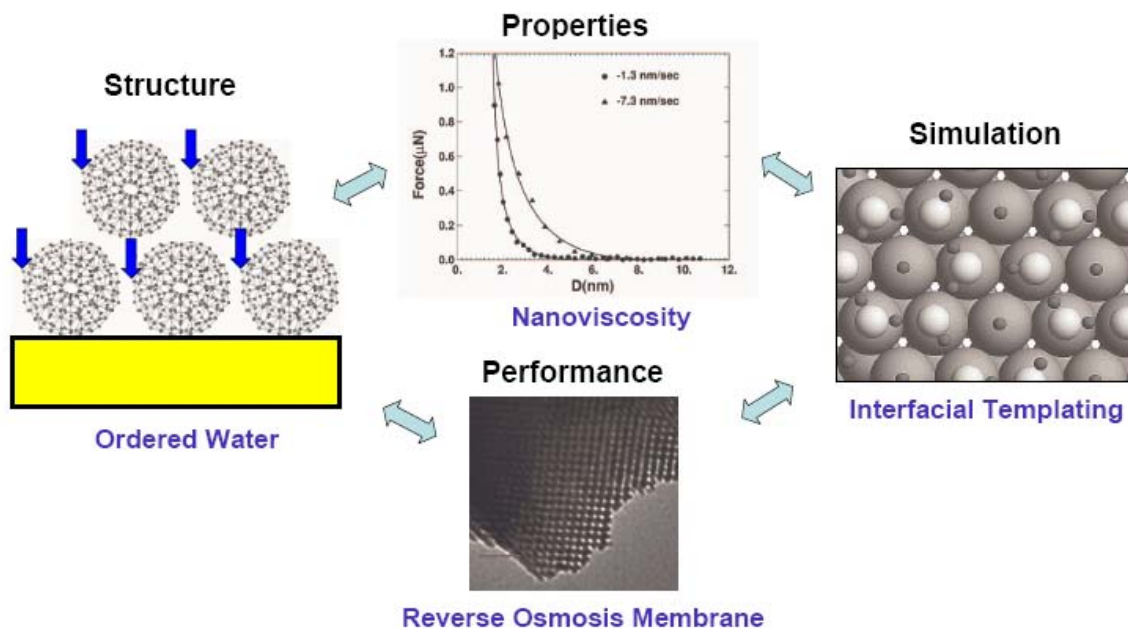 Properties
Structure
Simulation
1.2
1.0
0.8
0.6
0.4
0.2
0.0
Force(μN)
-1.3 nm/sec
-7.3 nm/sec
0.
2.
4.
6.
8.
10.
12.
D(nm)
Nanoviscosity
Performance
Ordered Water
Interfacial Templating
Reverse Osmosis Membrane